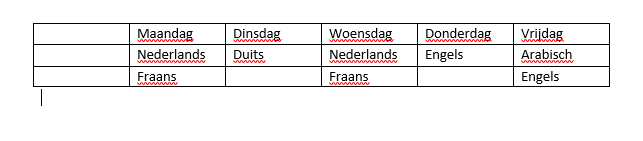 Maandag Dinsdag Woensdag Donderdag Vrijdag
Nederlands Duits Nederlands Engels Arabisch
Fraans Fraans Engels